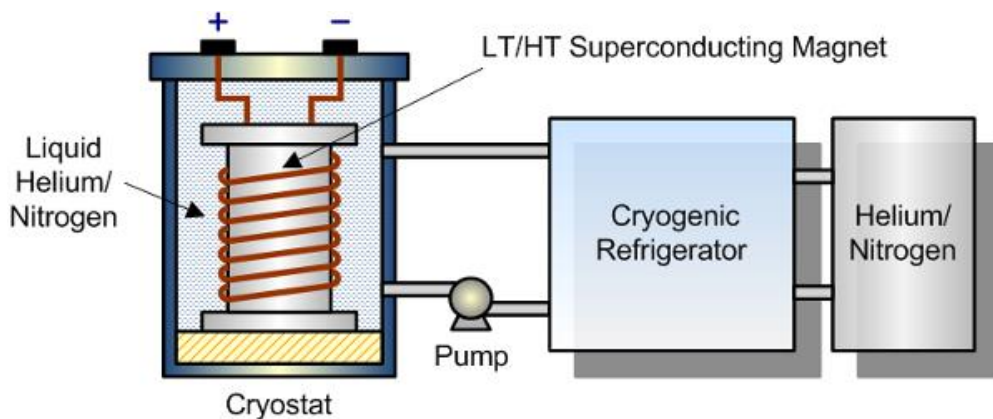 + −
LT/HT Superconducting Magnet
Liquid
Helium/
Nitrogen
Cryogenic
Refrigerator
Helium/
Nitrogen
Pump
Cryostat